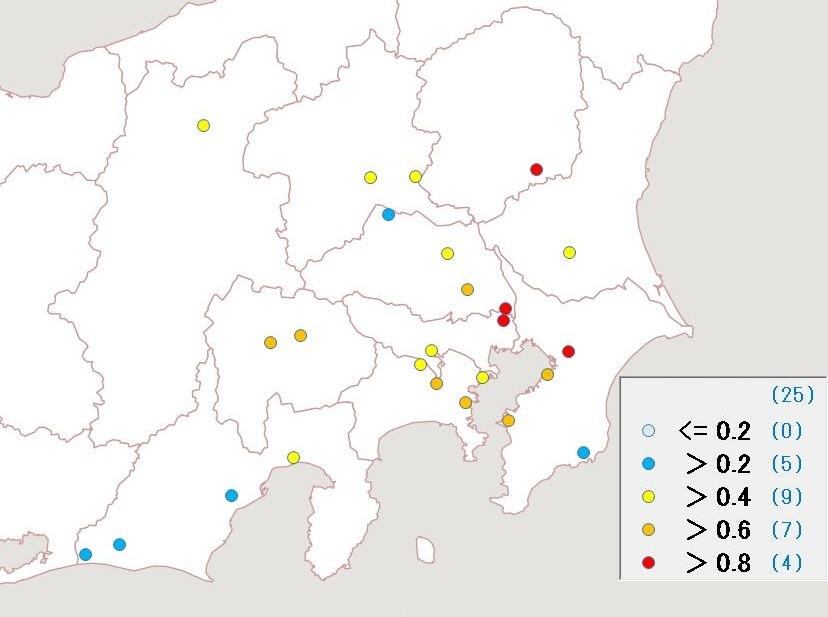 (25)
<= 0.2 (0)
> 0.2 (5)
> 0.4 (9)
> 0.6 (7)
> 0.8 (4)